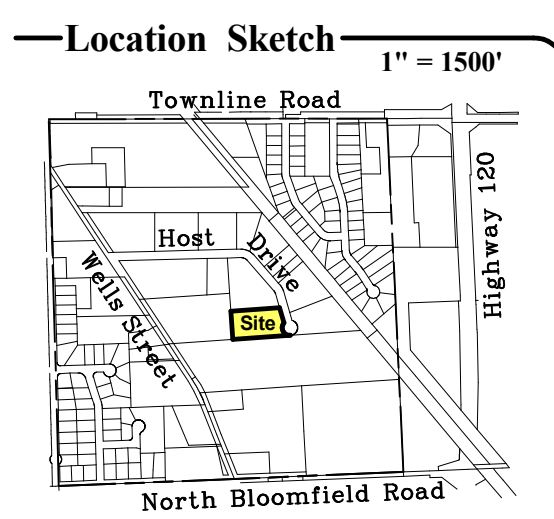 Location Sketch
1" = 1500'
Townline Road
Highway 120
Host Drive
Wells Street
Site
North Bloomfield Road